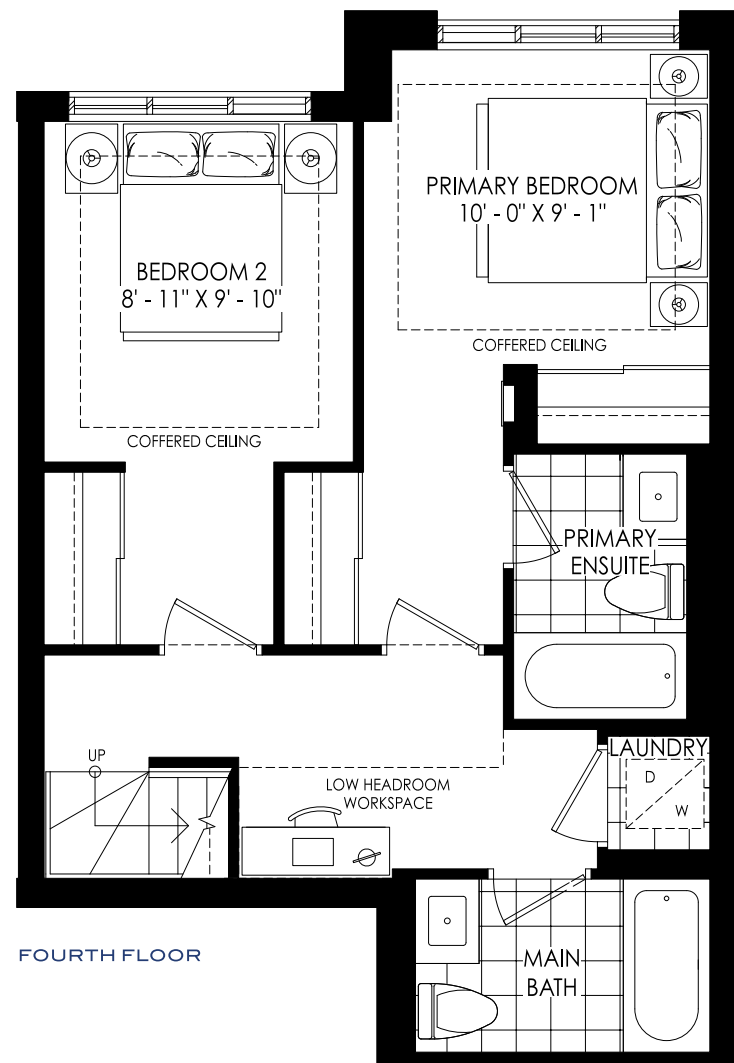 PRIMARY BEDROOM
10' - 0" X 9' - 1"
BEDROOM 2
8' - 11" X 9' - 10"
COFFERED CEILING
COFFERED CEILING
PRIMARY
ENSUITE
UP
LAUNDRY
D
W
LOW HEADROOM
WORKSPACE
FOURTH FLOOR
MAIN
BATH